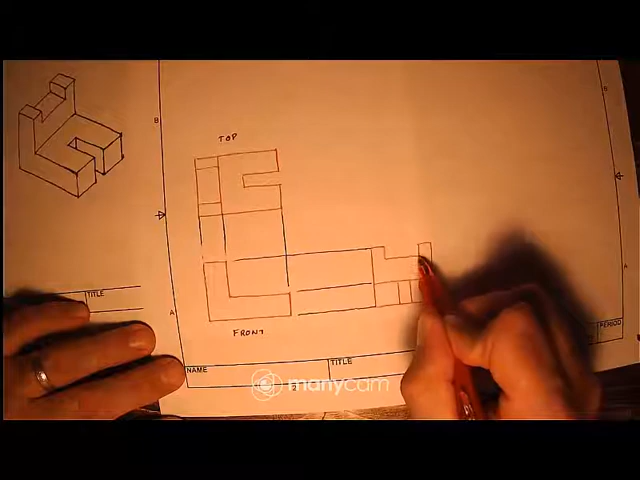 TOP
B
B
A
A
FRONT
TITLE
NAME
TITLE
PERIOD
manycam